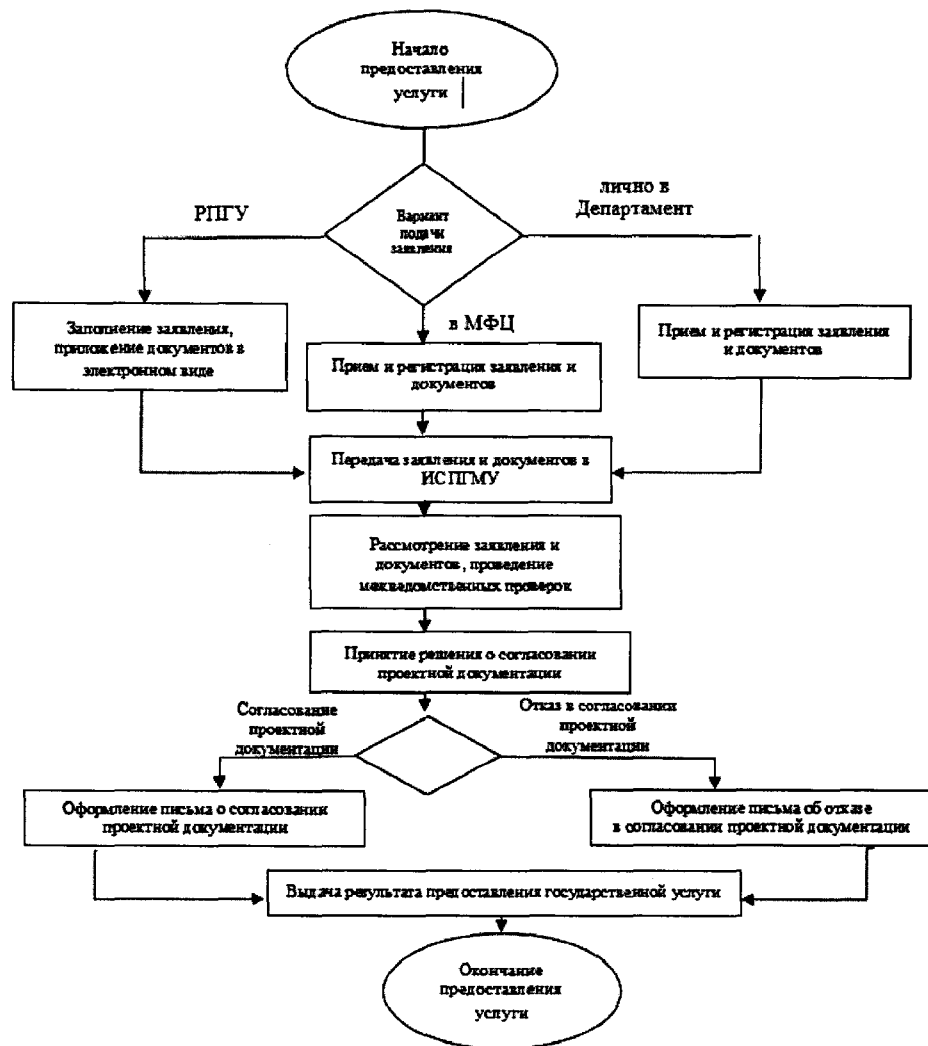 Начало
предоставления
услуги
РПГУ
Вариант
подачи
заявления
лично в
Департамент
Заполнение заявления,
приложение документов в
электронном виде
в МФЦ
Прием и регистрация заявления и
документов
Прием и регистрация заявления
и документов
Передача заявления и документов в
ИСПГМУ
Рассмотрение заявления и
документов, проведение
межведомственных проверок
Принятие решения о согласовании
проектной документации
Согласование
проектной
документации
Отказ в согласовании
проектной
документации
Оформление письма о согласовании
проектной документации
Оформление письма об отказе
в согласовании проектной документации
Выдача результата предоставления государственной услуги
Окончание
предоставления
услуги